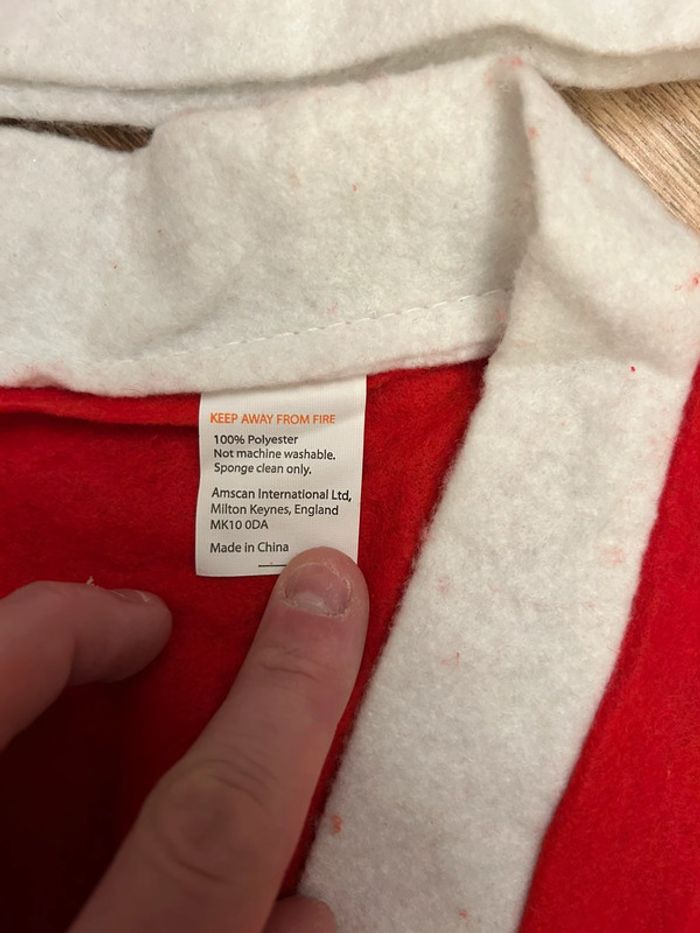 KEEP AWAY FROM FIRE
100% Polyester
Not machine washable.
Sponge clean only.
Amscan International Ltd,
Milton Keynes, England
MK10 0DA
Made in China